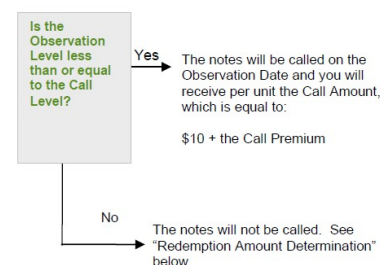 Is the
Observation
Level less
than or equal
to the Call
Level?
Yes
The notes will be called on the
Observation Date and you will
receive per unit the Call Amount,
which is equal to:
$10 + the Call Premium
No
The notes will not be called.  See
“Redemption Amount Determination”
below